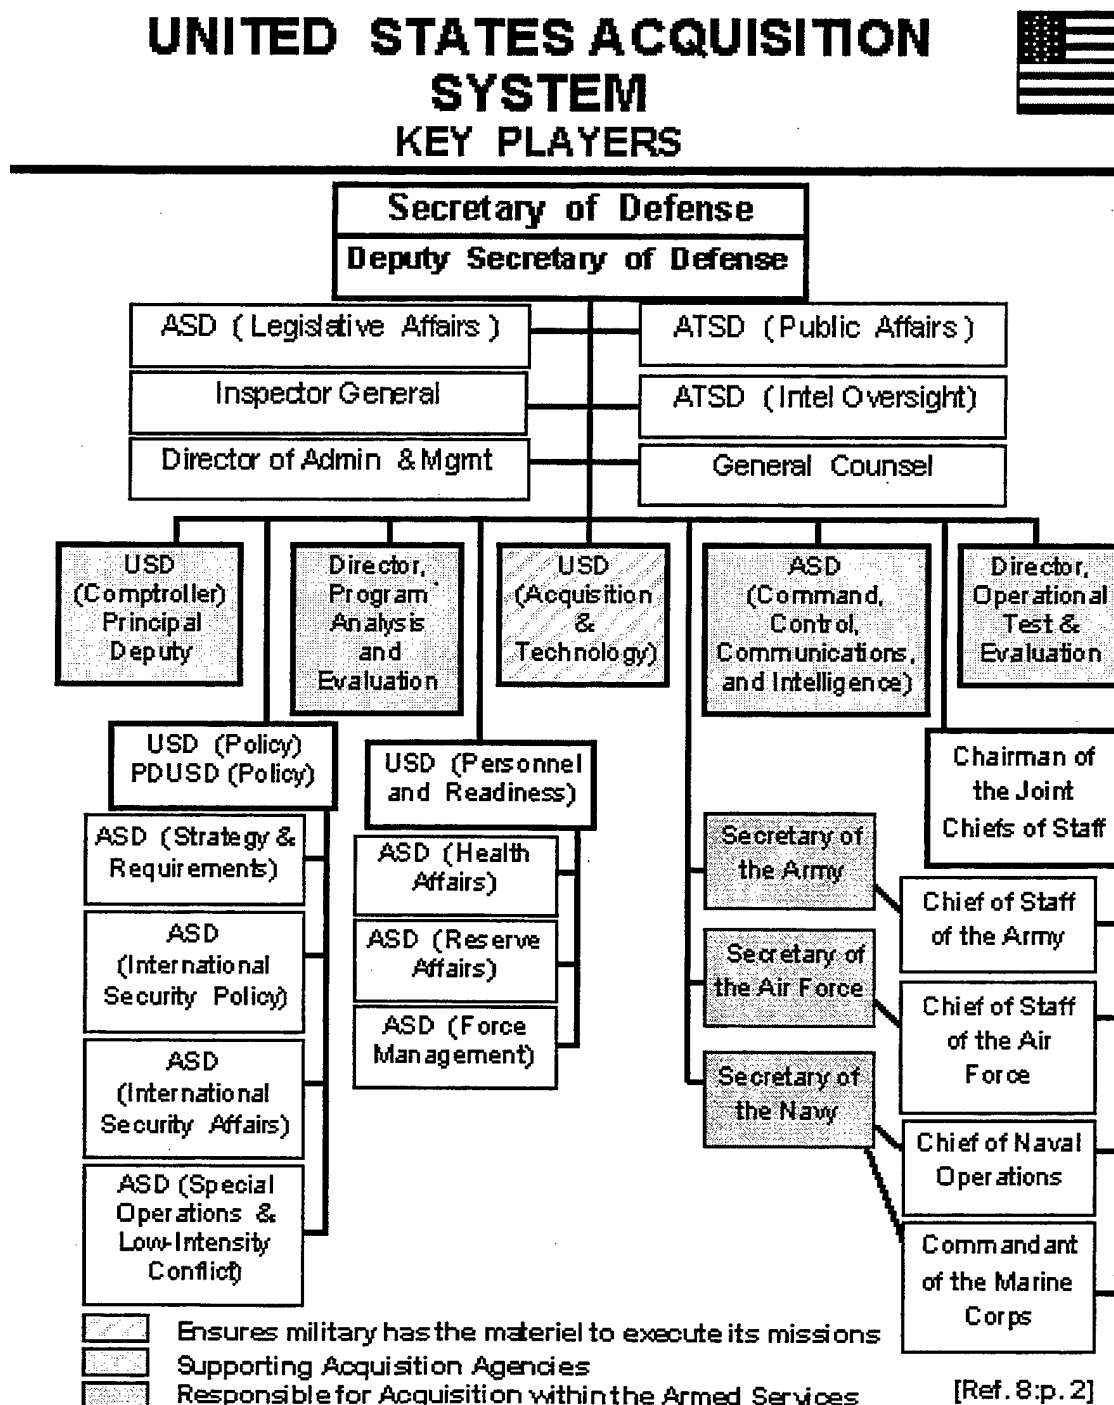 UNITED STATES ACQUISITION
SYSTEM
KEY PLAYERS
Secretary of Defense
Deputy Secretary of Defense
ASD (Legislative Affairs)
ATSD (Public Affairs)
Inspector General
ATSD (Intel Oversight)
Director of Admin & Mgmt
General Counsel
USD
(Comptroller)
Principal
Deputy
Director,
Program
Analysis
and
Evaluation
USD
(Acquisition
&
Technology)
ASD
(Command,
Control,
Communications,
and Intelligence)
Director,
Operational
Test &
Evaluation
USD (Policy)
PDUSD (Policy)
USD (Personnel
and Readiness)
Chairman of
the Joint
Chiefs of Staff
ASD (Strategy &
Requirements)
ASD
(International
Security Policy)
ASD
(International
Security Affairs)
ASD (Special
Operations &
Low-Intensity
Conflict)
ASD (Health
Affairs)
ASD (Reserve
Affairs)
ASD (Force
Management)
Secretary of
the Army
Secretary of
the Air Force
Secretary of
the Navy
Chief of Staff
of the Army
Chief of Staff
of the Air
Force
Chief of Naval
Operations
Commandant
of the Marine
Corps
Ensures military has the materiel to execute its missions
Supporting Acquisition Agencies
Responsible for Acquisition within the Armed Services
[Ref. 8:p. 2]